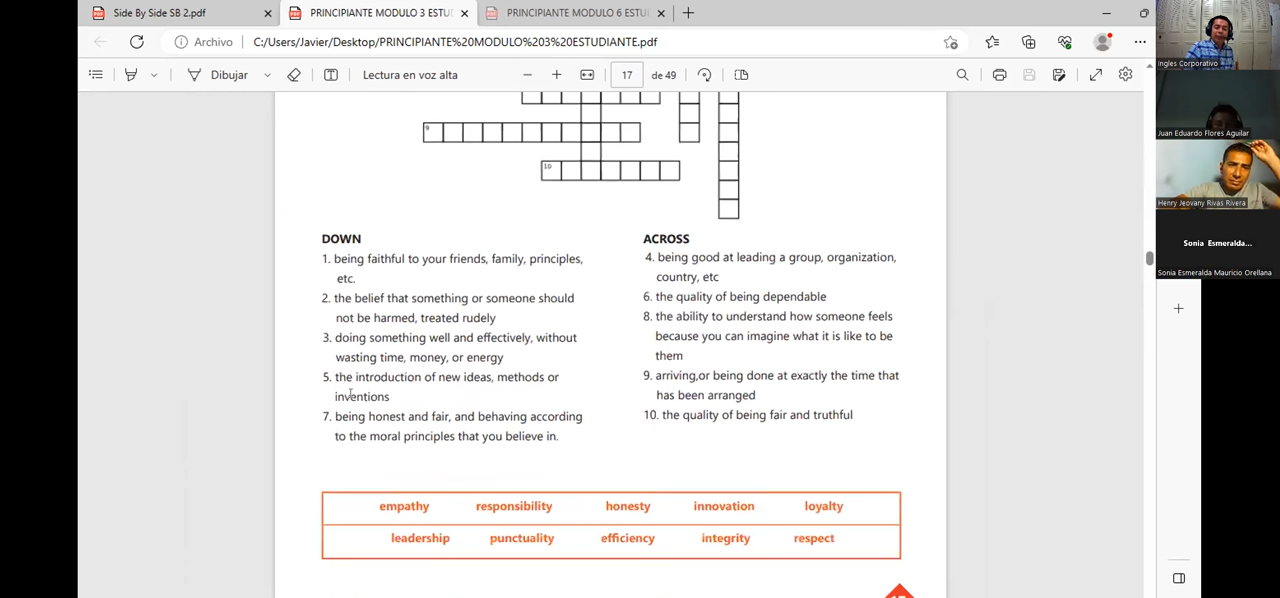 Side By Side SB 2.pdf
PRINCIPIANTE MODULO 3 ESTU
PRINCIPIANTE MODULO 6 ESTU
Archivo
C:/Users/Javier/Desktop/PRINCIPIANTE%20MODULO%203%20ESTUDIANTE.pdf
Dibujar
Lectura en voz alta
17
de 49
9
10
DOWN
1. being faithful to your friends, family, principles,
etc.
2. the belief that something or someone should
not be harmed, treated rudely
3. doing something well and effectively, without
wasting time, money, or energy
5. the introduction of new ideas, methods or
inventions
7. being honest and fair, and behaving according
to the moral principles that you believe in.
ACROSS
4. being good at leading a group, organization,
country, etc
6. the quality of being dependable
8. the ability to understand how someone feels
because you can imagine what it is like to be
them
9. arriving,or being done at exactly the time that
has been arranged
10. the quality of being fair and truthful
empathy responsibility honesty innovation loyalty
leadership punctuality efficiency integrity respect
Ingles Corporativo
Juan Eduardo Flores Aguilar
Henry Jeovany Rivas Rivera
Sonia Esmeralda...
Sonia Esmeralda Mauricio Orellana